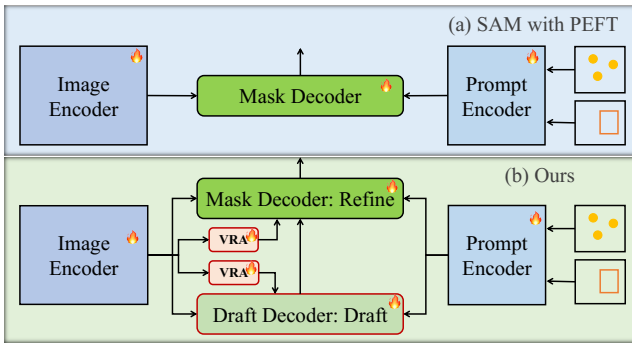 (a) SAM with PEFT
Image
Encoder
Mask Decoder
Prompt
Encoder
(b) Ours
Mask Decoder: Refine
Image
Encoder
VRA
VRA
Prompt
Encoder
Draft Decoder: Draft